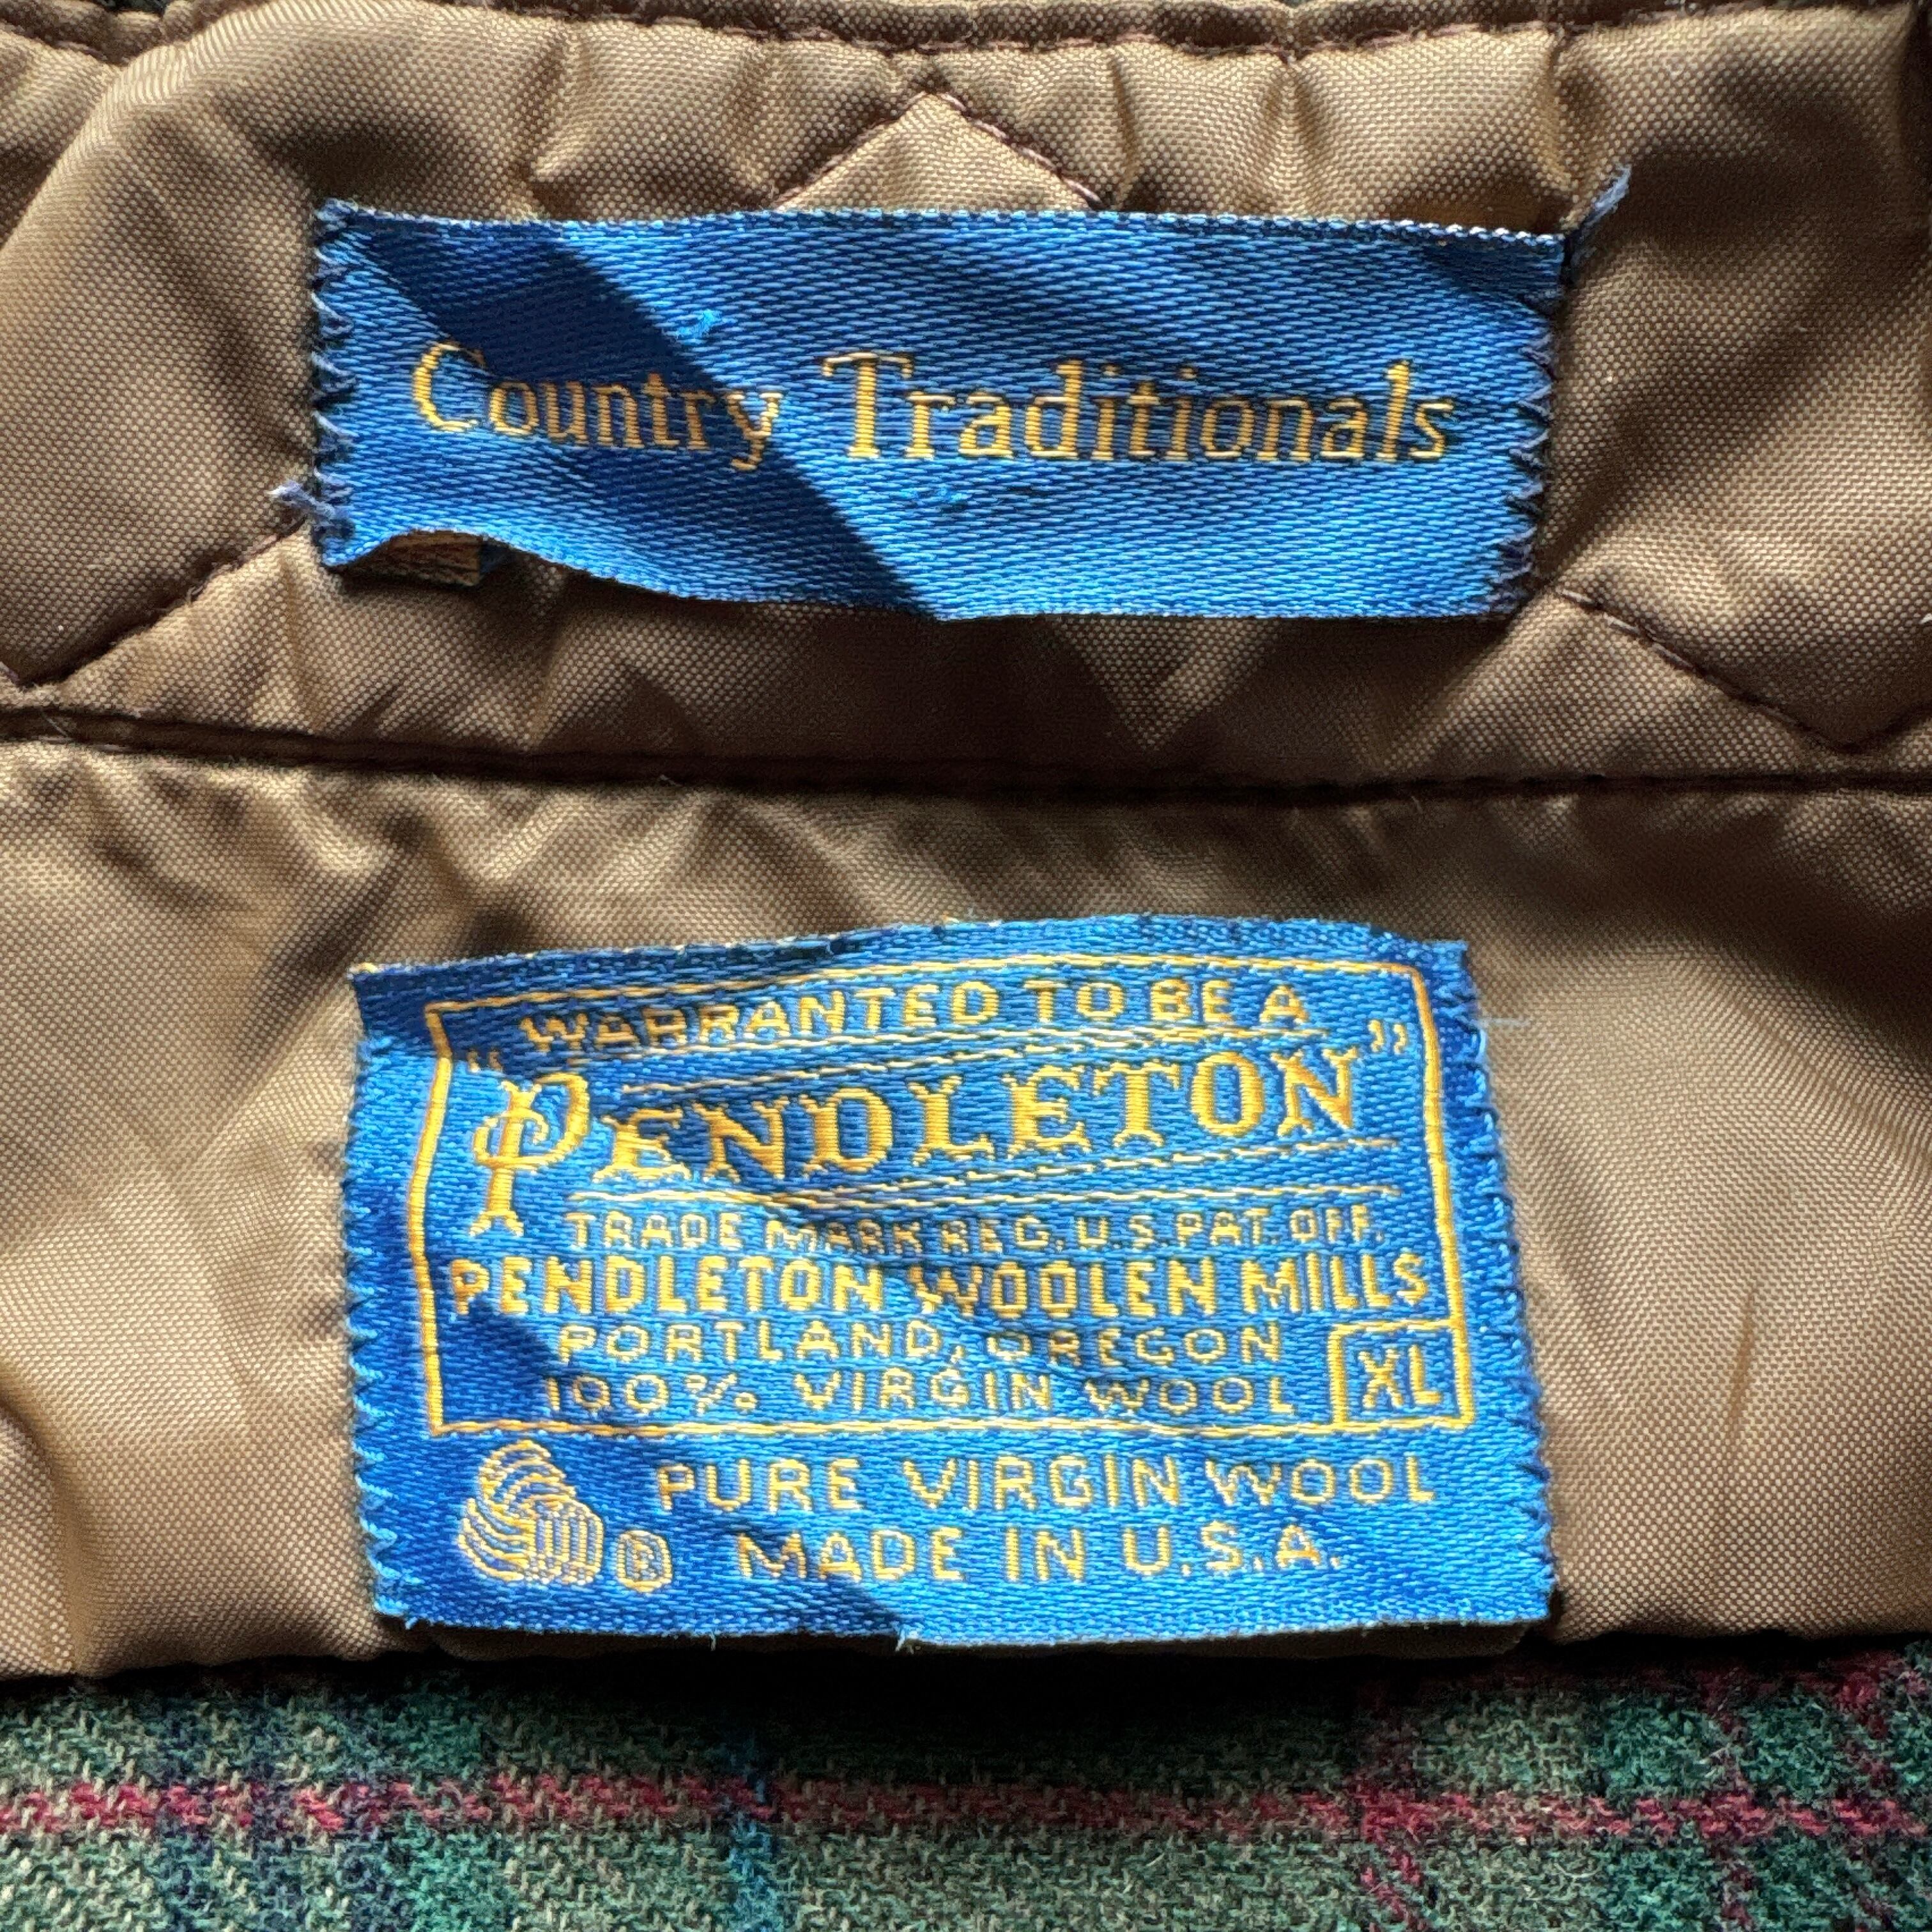 Country Traditionals
WARRANTED TO BE A
"PENDLETON"
TRADE MARK REG. U.S. PAT. OFF.
PENDLETON WOOLEN MILLS
PORTLAND, OREGON
100% VIRGIN WOOL XL
PURE VIRGIN WOOL
® MADE IN U.S.A.